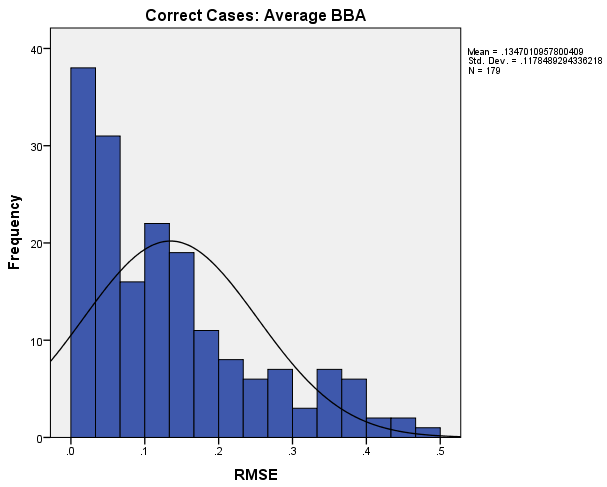 Correct Cases: Average BBA
Mean = .1347010957800409
Std. Dev. = .1178489294336218
N = 179
40
30
20
10
0
Frequency
.0 .1 .2 .3 .4 .5
RMSE